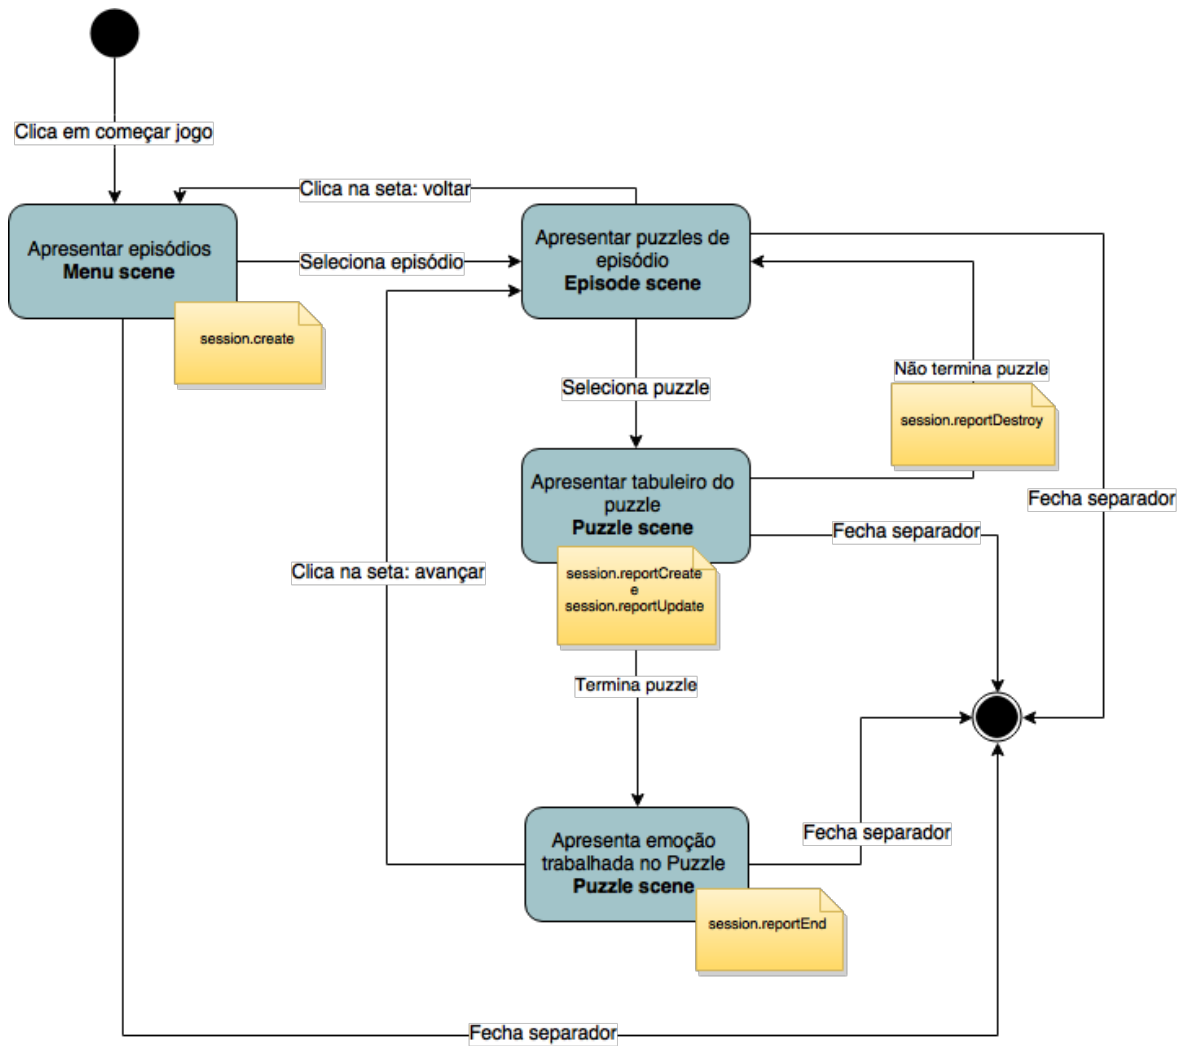 Clica em começar jogo
Clica na seta: voltar
Apresentar episódios
Menu scene
Seleciona episódio
session.create
Apresentar puzzles de
episódio
Episode scene
Seleciona puzzle
Não termina puzzle
session.reportDestroy
Apresentar tabuleiro do
puzzle
Puzzle scene
Fecha separador
Fecha separador
Clica na seta: avançar
session.reportCreate
e
session.reportUpdate
Termina puzzle
Apresenta emoção
trabalhada no Puzzle
Puzzle scene
Fecha separador
session.reportEnd
Fecha separador